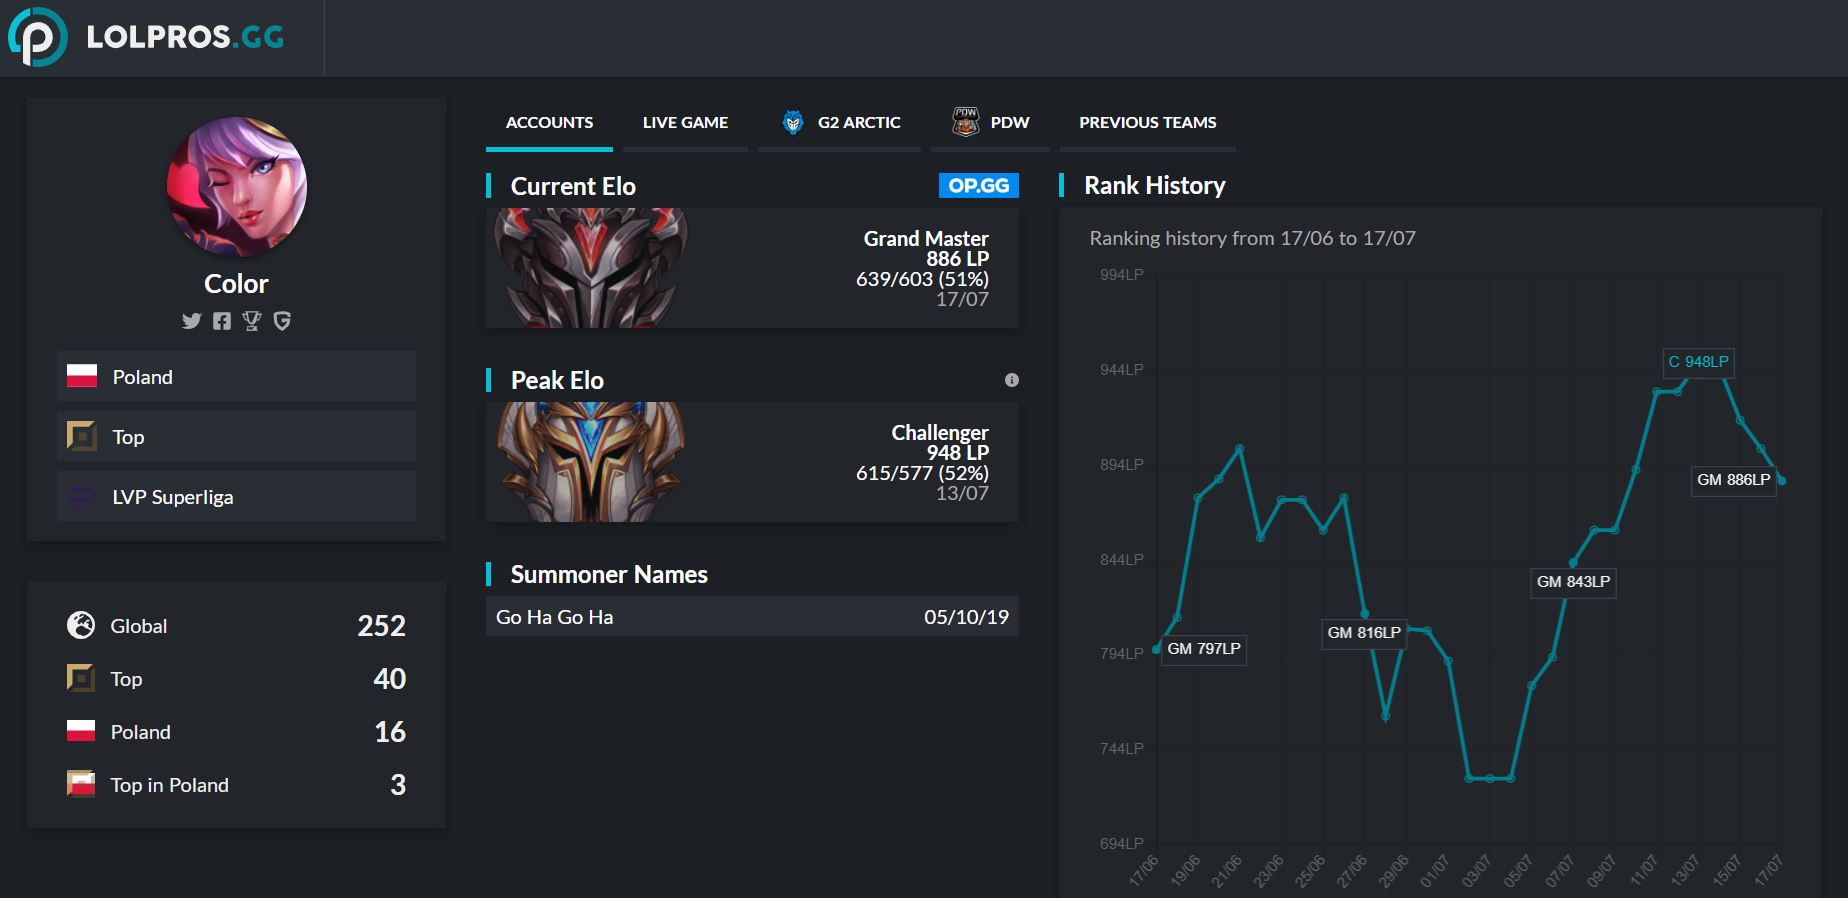 LOLPROS.GG
Color
Poland
Top
LVP Superliga
Global 252
Top 40
Poland 16
Top in Poland 3
ACCOUNTS LIVE GAME G2 ARCTIC PDW PREVIOUS TEAMS
Current Elo OP.GG
Grand Master
886 LP
639/603 (51%)
17/07
Peak Elo
Challenger
948 LP
615/577 (52%)
13/07
Summoner Names
Go Ha Go Ha 05/10/19
Rank History
Ranking history from 17/06 to 17/07
994LP
944LP
894LP
844LP
794LP
744LP
694LP
C 948LP
GM 886LP
GM 843LP
GM 816LP
GM 797LP
17/06 19/06 21/06 23/06 25/06 27/06 29/06 01/07 03/07 05/07 07/07 09/07 11/07 13/07 15/07 17/07